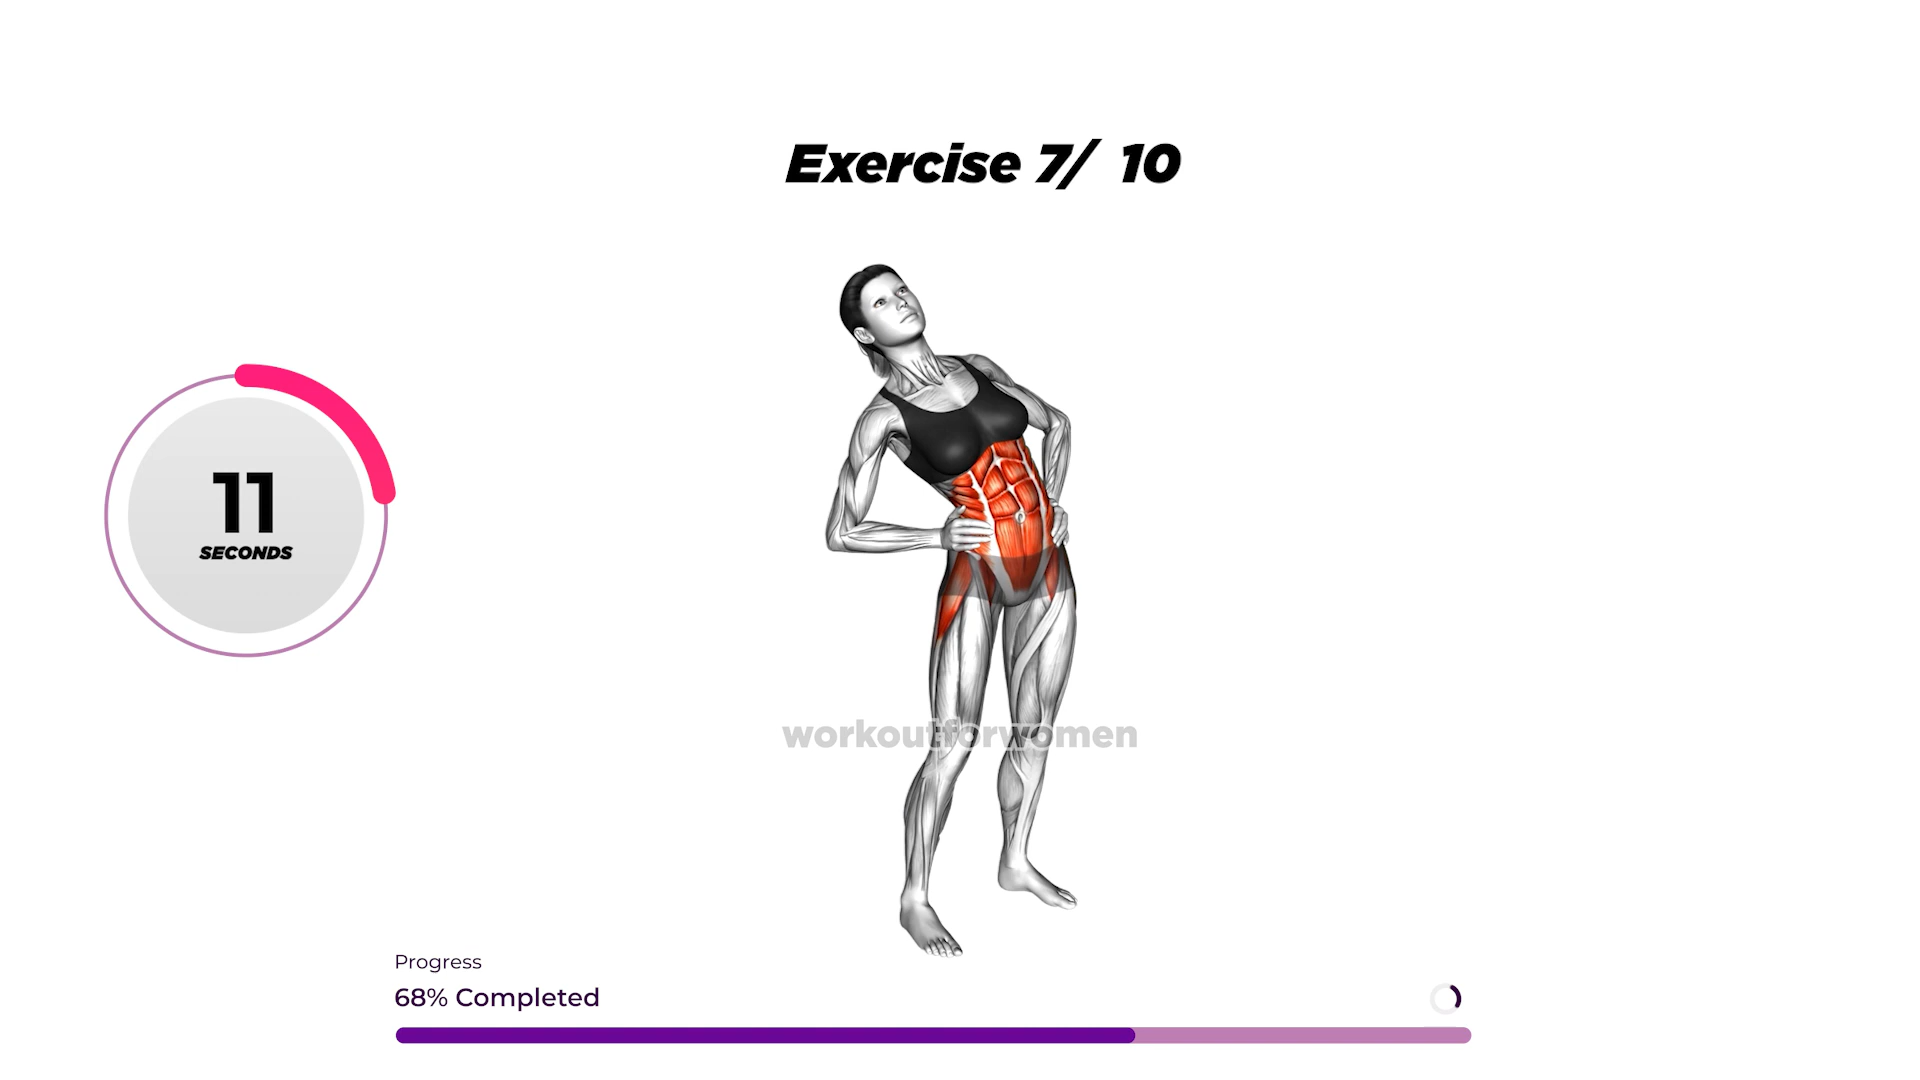 Exercise 7/ 10
11
SECONDS
workoutforwomen
Progress
68% Completed